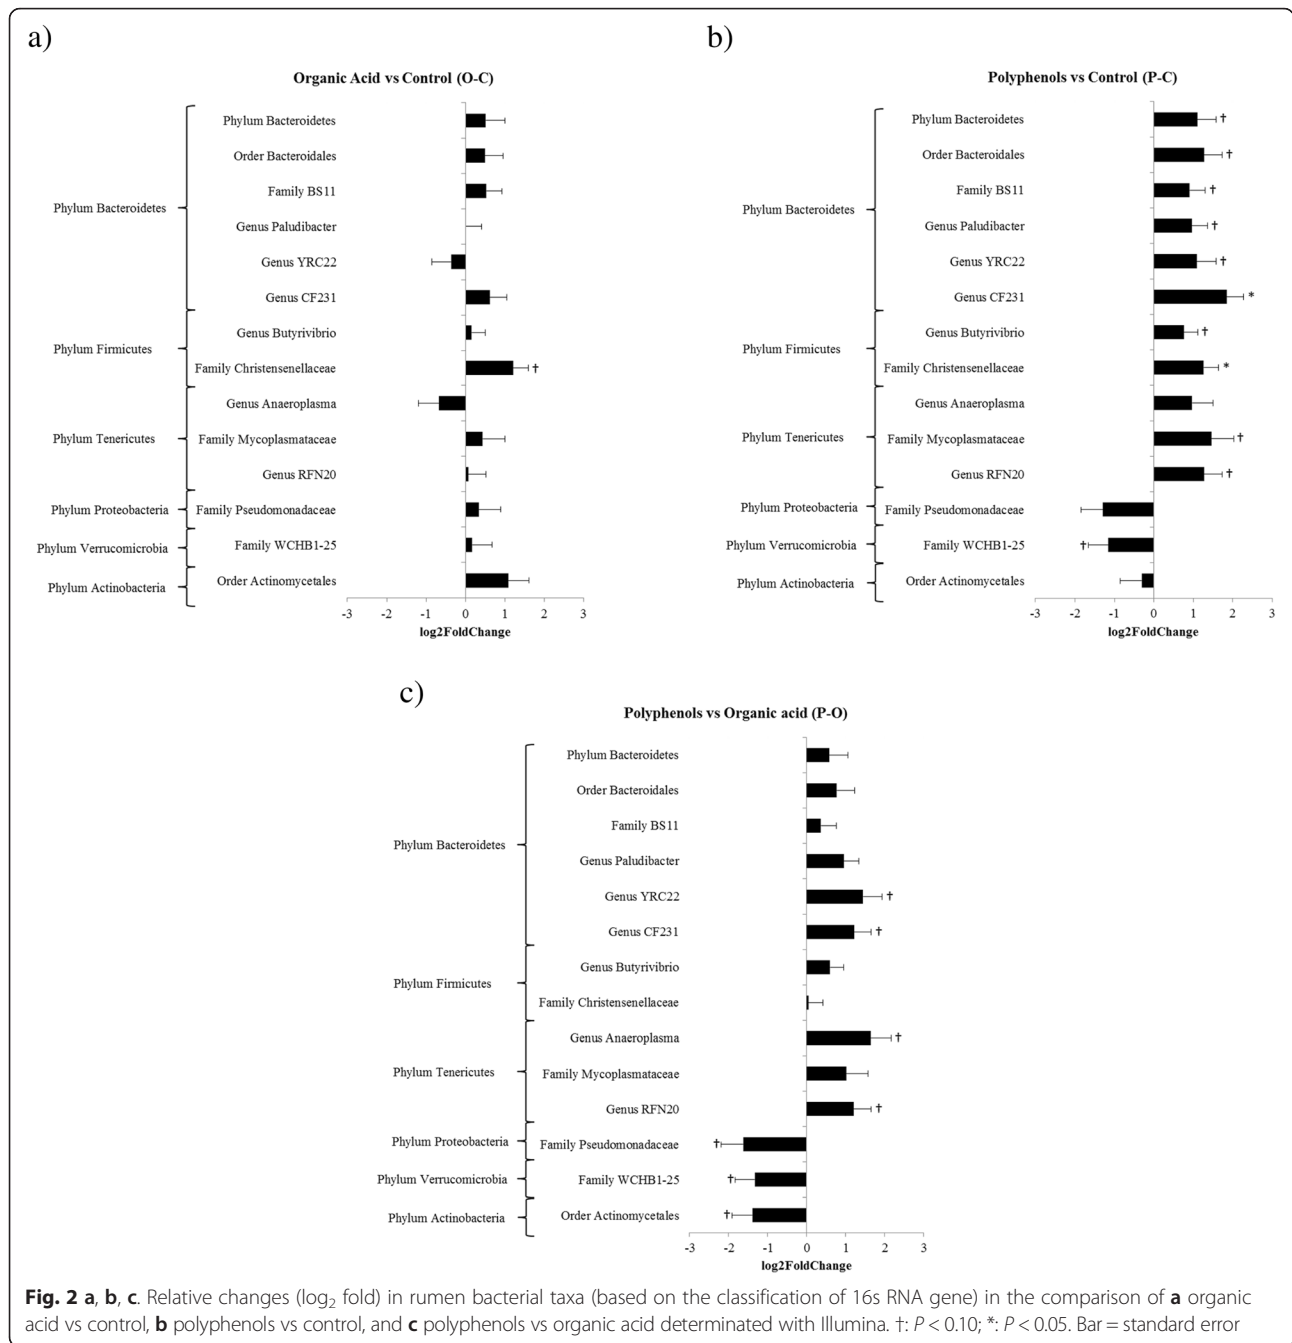 a)
Organic Acid vs Control (O-C)
Phylum Bacteroidetes
Order Bacteroidales
Family BS11
Phylum Bacteroidetes
Genus Paludibacter
Genus YRC22
Genus CF231
Genus Butyrivibrio
Phylum Firmicutes
Family Christensenellaceae †
Genus Anaeroplasma
Phylum Tenericutes Family Mycoplasmataceae
Genus RFN20
Phylum Proteobacteria Family Pseudomonadaceae
Phylum Verrucomicrobia Family WCHB1-25
Phylum Actinobacteria Order Actinomycetales
-3 -2 -1 0 1 2 3
log2FoldChange
b)
Polyphenols vs Control (P-C)
Phylum Bacteroidetes †
Order Bacteroidales †
Family BS11 †
Phylum Bacteroidetes
Genus Paludibacter †
Genus YRC22 †
Genus CF231 *
Genus Butyrivibrio †
Phylum Firmicutes
Family Christensenellaceae *
Genus Anaeroplasma
Phylum Tenericutes Family Mycoplasmataceae †
Genus RFN20 †
Phylum Proteobacteria Family Pseudomonadaceae
Phylum Verrucomicrobia Family WCHB1-25 †
Phylum Actinobacteria Order Actinomycetales
-3 -2 -1 0 1 2 3
log2FoldChange
c)
Polyphenols vs Organic acid (P-O)
Phylum Bacteroidetes
Order Bacteroidales
Family BS11
Phylum Bacteroidetes
Genus Paludibacter
Genus YRC22 †
Genus CF231 †
Genus Butyrivibrio
Phylum Firmicutes
Family Christensenellaceae
Genus Anaeroplasma †
Phylum Tenericutes Family Mycoplasmataceae
Genus RFN20 †
Phylum Proteobacteria Family Pseudomonadaceae †
Phylum Verrucomicrobia Family WCHB1-25 †
Phylum Actinobacteria Order Actinomycetales †
-3 -2 -1 0 1 2 3
log2FoldChange
Fig. 2 a, b, c. Relative changes (log2 fold) in rumen bacterial taxa (based on the classification of 16s RNA gene) in the comparison of a organic
acid vs control, b polyphenols vs control, and c polyphenols vs organic acid determinated with Illumina. †: P < 0.10; *: P < 0.05. Bar = standard error